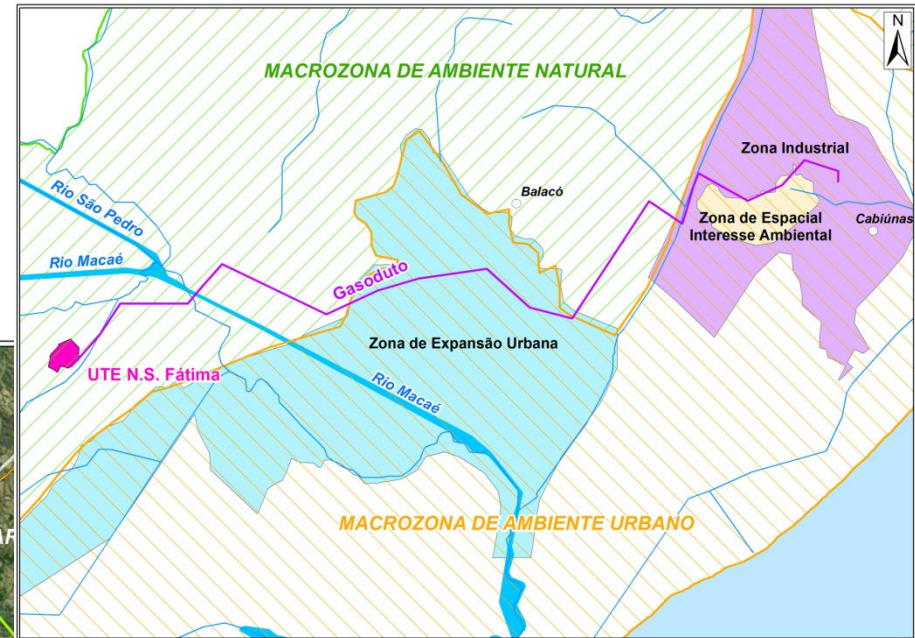 N
MACROZONA DE AMBIENTE NATURAL
Zona Industrial
Balacó
Rio São Pedro
Zona de Espacial
Interesse Ambiental
Cabiúnas
Rio Macaé
Gasoduto
Zona de Expansão Urbana
UTE N.S. Fátima
Rio Macaé
MACROZONA DE AMBIENTE URBANO